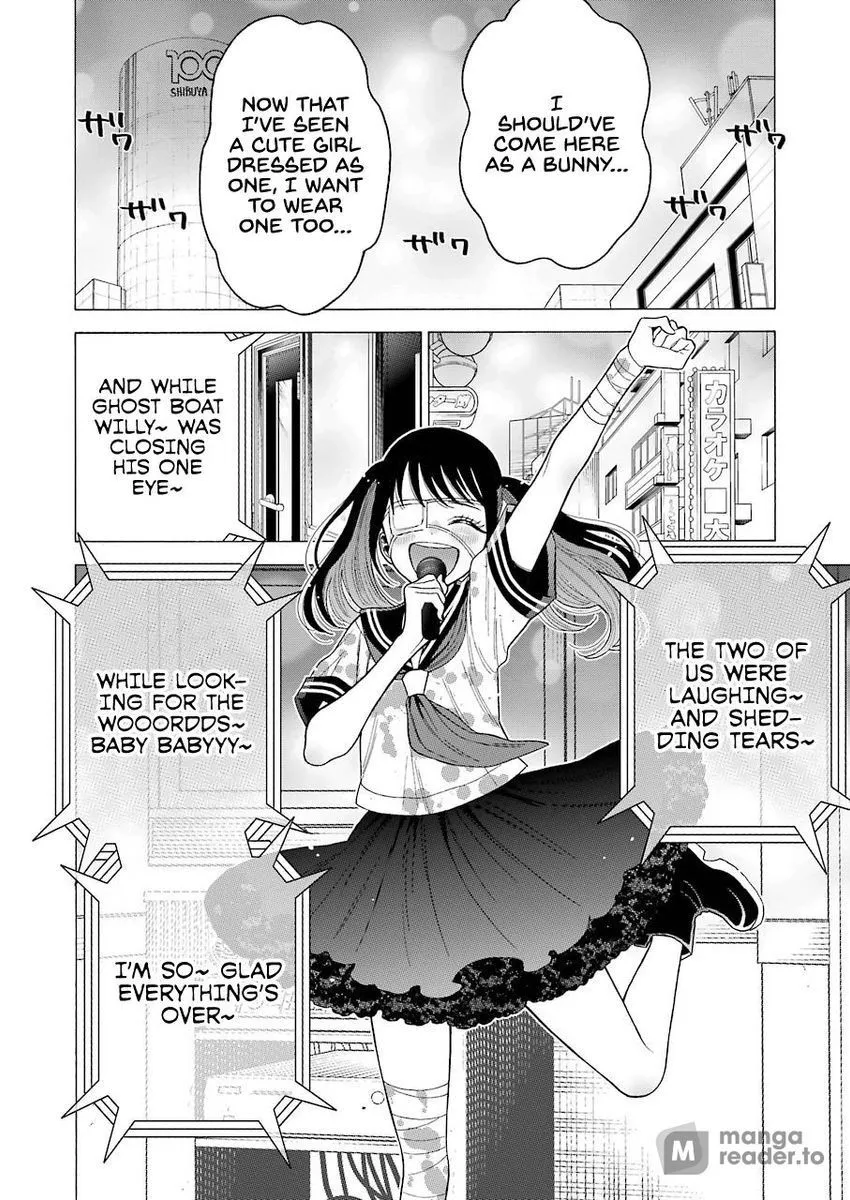 100
SHIBUYA
I
SHOULD'VE
COME HERE
AS A BUNNY...
NOW THAT
I'VE SEEN
A CUTE GIRL
DRESSED AS
ONE, I WANT
TO WEAR
ONE TOO...
ザワ
ザワ
ザワ
ザワ
ザワ
カラオケ■大
AND WHILE
GHOST BOAT
WILLY~ WAS
CLOSING
HIS ONE
EYE~
THE TWO OF
US WERE
LAUGHING~
AND SHED-
DING TEARS~
WHILE LOOK-
ING FOR THE
WOOORDDS~
BABY BABYYY~
I'M SO~ GLAD
EVERYTHING'S
OVER~
M manga
reader.to